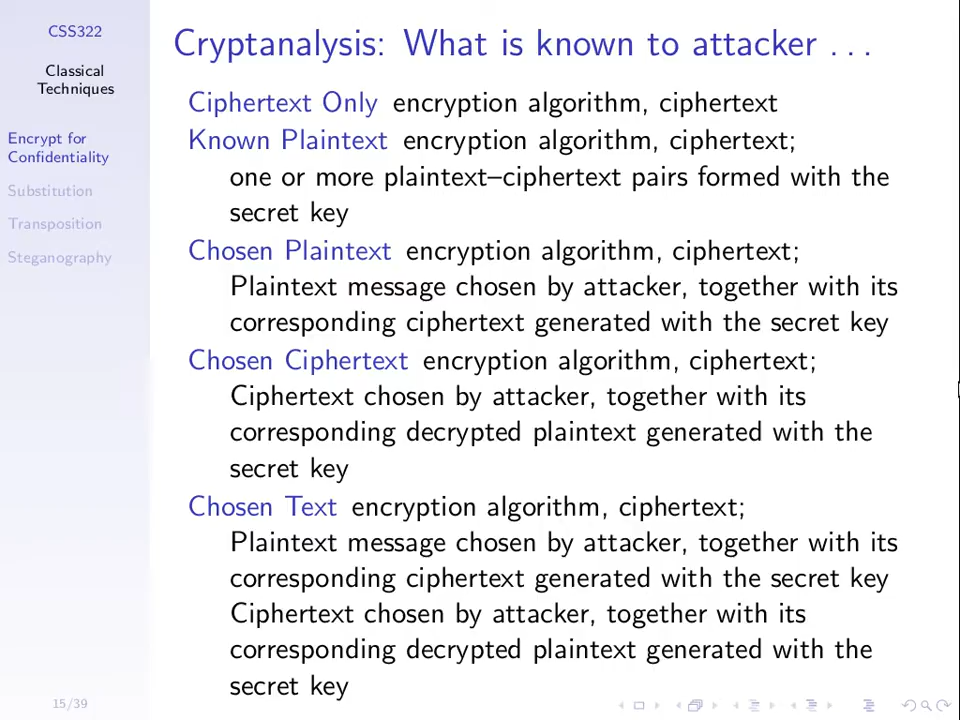 CSS322
Classical
Techniques
Encrypt for
Confidentiality
Substitution
Transposition
Steganography
15/39
Cryptanalysis: What is known to attacker . . .
Ciphertext Only encryption algorithm, ciphertext
Known Plaintext encryption algorithm, ciphertext;
one or more plaintext–ciphertext pairs formed with the
secret key
Chosen Plaintext encryption algorithm, ciphertext;
Plaintext message chosen by attacker, together with its
corresponding ciphertext generated with the secret key
Chosen Ciphertext encryption algorithm, ciphertext;
Ciphertext chosen by attacker, together with its
corresponding decrypted plaintext generated with the
secret key
Chosen Text encryption algorithm, ciphertext;
Plaintext message chosen by attacker, together with its
corresponding ciphertext generated with the secret key
Ciphertext chosen by attacker, together with its
corresponding decrypted plaintext generated with the
secret key